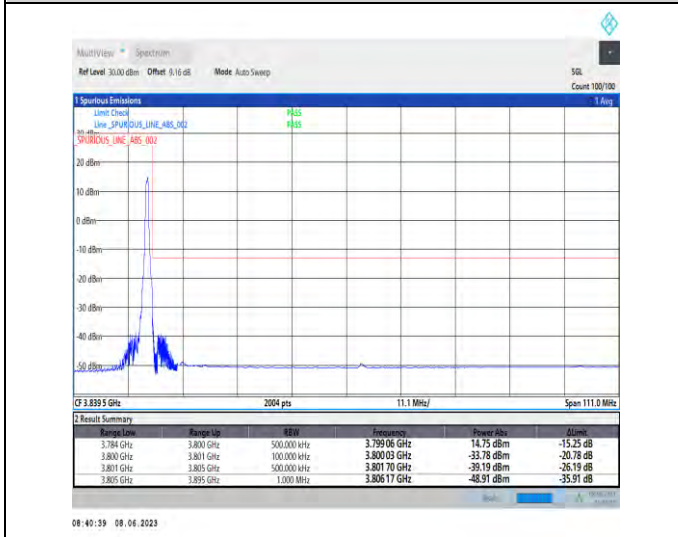 MultiView Spectrum
Ref Level 30.00 dBm Offset 9.16 dB Mode Auto Sweep SGL
Count 100/100
1 Spurious Emissions 1 Avg
Limit Check PASS
Line _SPURIOUS_LINE_ABS_002 PASS
_SPURIOUS_LINE_ABS_002
20 dBm
10 dBm
0 dBm
-10 dBm
-20 dBm
-30 dBm
-40 dBm
-50 dBm
CF 3.839 5 GHz 2004 pts 11.1 MHz/ Span 111.0 MHz
2 Result Summary
Range Low Range Up RBW Frequency Power Abs ΔLimit
3.784 GHz 3.800 GHz 500.000 kHz 3.799 06 GHz 14.75 dBm -15.25 dB
3.800 GHz 3.801 GHz 100.000 kHz 3.800 03 GHz -33.78 dBm -20.78 dB
3.801 GHz 3.805 GHz 500.000 kHz 3.801 70 GHz -39.19 dBm -26.19 dB
3.805 GHz 3.895 GHz 1.000 MHz 3.806 17 GHz -48.91 dBm -35.91 dB
08:40:39 08.06.2023